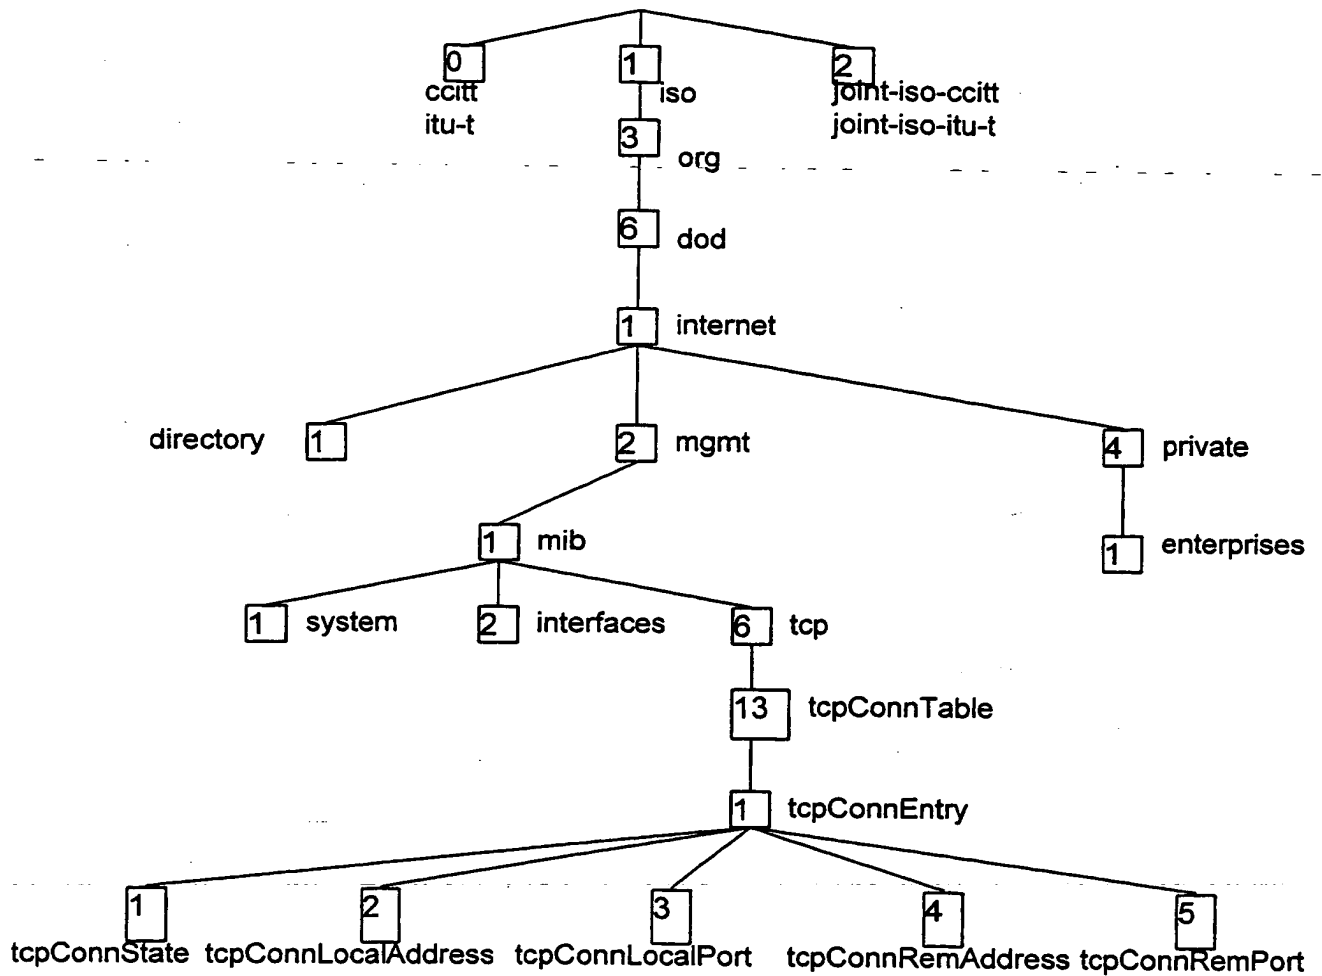 0
1
2
ccitt
iso
joint-iso-ccitt
itu-t
joint-iso-itu-t
3
org
6
dod
1
internet
directory
1
2
mgmt
4
private
1
mib
1
enterprises
1
system
2
interfaces
6
tcp
13
tcpConnTable
1
tcpConnEntry
1
2
3
4
5
tcpConnState
tcpConnLocalAddress
tcpConnLocalPort
tcpConnRemAddress
tcpConnRemPort